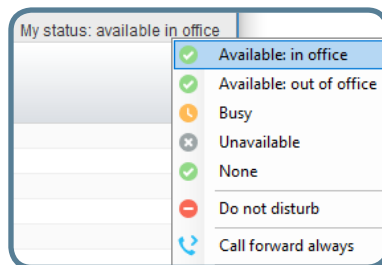 My status: available in office
Available: in office
Available: out of office
Busy
Unavailable
None
Do not disturb
Call forward always